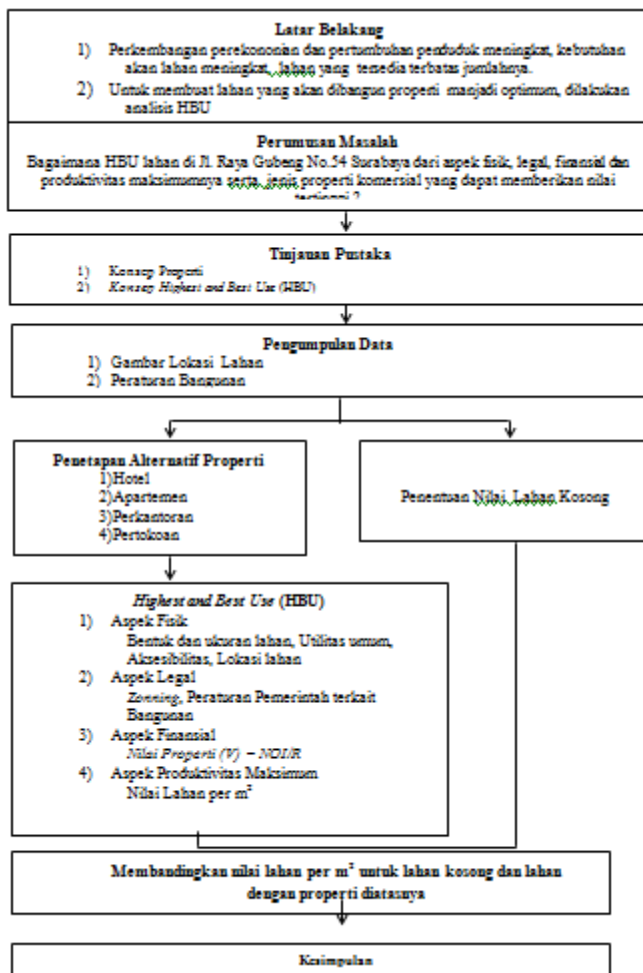 Latar Belakang
1) Perkembangan perekononian dan pertumbuhan penduduk meningkat, kebutuhan
akan lahan meningkat, lahan yang tersedia terbatas jumlahnya.
2) Untuk membuat lahan yang akan dibangun properti manjadi optimum, dilakukan
analisis HBU
Perumusan Masalah
Bagaimana HBU lahan di Jl. Raya Gubeng No.54 Surabaya dari aspek fisik, legal, finansial dan
produktivitas maksimumnya serta jenis properti komersial yang dapat memberikan nilai
tertinggi ?
Tinjauan Pustaka
1) Konsep Properti
2) Konsep Highest and Best Use (HBU)
Pengumpulan Data
1) Gambar Lokasi Lahan
2) Peraturan Bangunan
Penetapan Alternatif Properti
1)Hotel
2)Apartemen
3)Perkantoran
4)Pertokoan
Penentuan Nilai Lahan Kosong
Highest and Best Use (HBU)
1) Aspek Fisik
Bentuk dan ukuran lahan, Utilitas umum,
Aksesibilitas, Lokasi lahan
2) Aspek Legal
Zonning, Peraturan Pemerintah terkait
Bangunan
3) Aspek Finansial
Nilai Properti (V) = NOI/R
4) Aspek Produktivitas Maksimum
Nilai Lahan per m²
Membandingkan nilai lahan per m² untuk lahan kosong dan lahan
dengan properti diatasnya
Kesimpulan